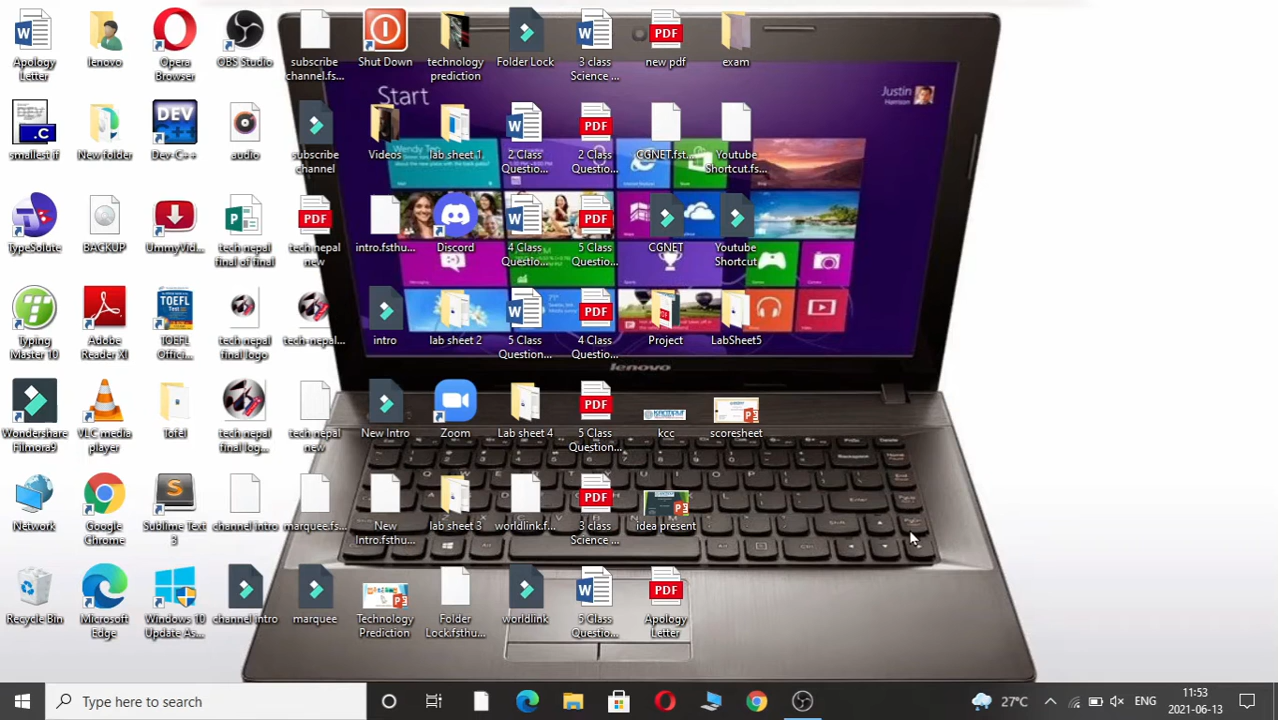 Apology
Letter
lenovo
Opera
Browser
OBS Studio
subscribe
channel.fs...
Shut Down
technology
prediction
Folder Lock
3 class
Science ...
new pdf
exam
Start
Justin
Harrison
smallest if
New folder
Dev-C++
audio
subscribe
channel
Videos
lab sheet 1
2 Class
Questio...
2 Class
Questio...
CGNET.fst...
Youtube
Shortcut.fs...
TypeSolute
BACKUP
UmmyVid...
tech nepal
final of final
tech nepal
new
intro.fsthu...
Discord
4 Class
Questio...
5 Class
Questio...
CGNET
Youtube
Shortcut
Typing
Master 10
Adobe
Reader XI
TOEFL
Offici...
tech nepal
final logo
tech-nepal...
intro
lab sheet 2
5 Class
Question...
4 Class
Questio...
Project
LabSheet5
lenovo
Wondershare
Filmora9
VLC media
player
Tofel
tech nepal
final log...
tech nepal
new
New Intro
Zoom
Lab sheet 4
5 Class
Question...
kcc
scoresheet
Network
Google
Chrome
Sublime Text
3
channel intro
marquee.fs...
New
Intro.fsthu...
lab sheet 3
worldlink.f...
3 class
Science ...
idea present
Recycle Bin
Microsoft
Edge
Windows 10
Update As...
channel intro
marquee
Technology
Prediction
Folder
Lock.fsthu...
worldlink
5 Class
Questio...
Apology
Letter
Type here to search
27°C
ENG
11:53
2021-06-13